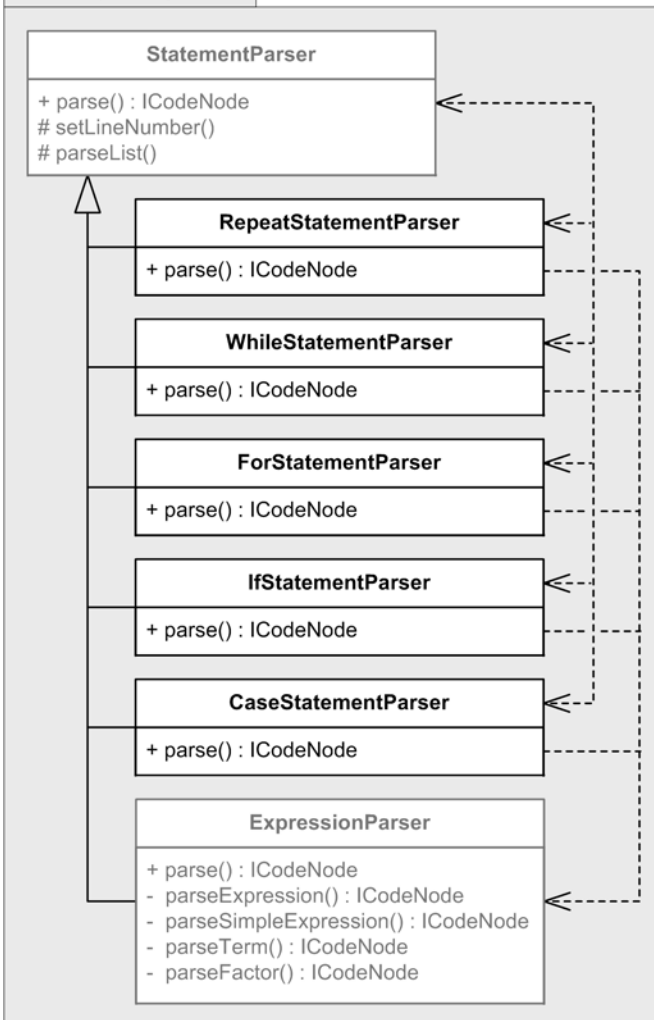 StatementParser
+ parse() : ICodeNode
# setLineNumber()
# parseList()
RepeatStatementParser
+ parse() : ICodeNode
WhileStatementParser
+ parse() : ICodeNode
ForStatementParser
+ parse() : ICodeNode
IfStatementParser
+ parse() : ICodeNode
CaseStatementParser
+ parse() : ICodeNode
ExpressionParser
+ parse() : ICodeNode
- parseExpression() : ICodeNode
- parseSimpleExpression() : ICodeNode
- parseTerm() : ICodeNode
- parseFactor() : ICodeNode